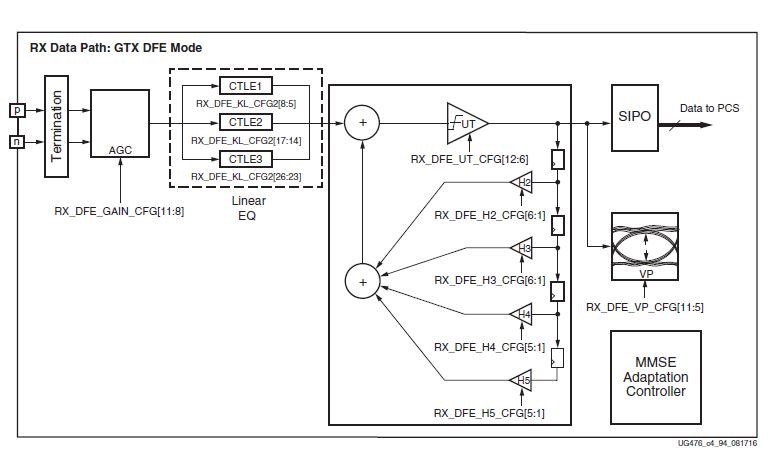 RX Data Path: GTX DFE Mode
p
n
Termination
AGC
RX_DFE_GAIN_CFG[11:8]
CTLE1
RX_DFE_KL_CFG2[8:5]
CTLE2
RX_DFE_KL_CFG2[17:14]
CTLE3
RX_DFE_KL_CFG2[26:23]
Linear
EQ
+
UT
RX_DFE_UT_CFG[12:6]
H2
RX_DFE_H2_CFG[6:1]
H3
RX_DFE_H3_CFG[6:1]
+
H4
RX_DFE_H4_CFG[5:1]
H5
RX_DFE_H5_CFG[5:1]
SIPO
Data to PCS
VP
RX_DFE_VP_CFG[11:5]
MMSE
Adaptation
Controller
UG476_c4_94_081716